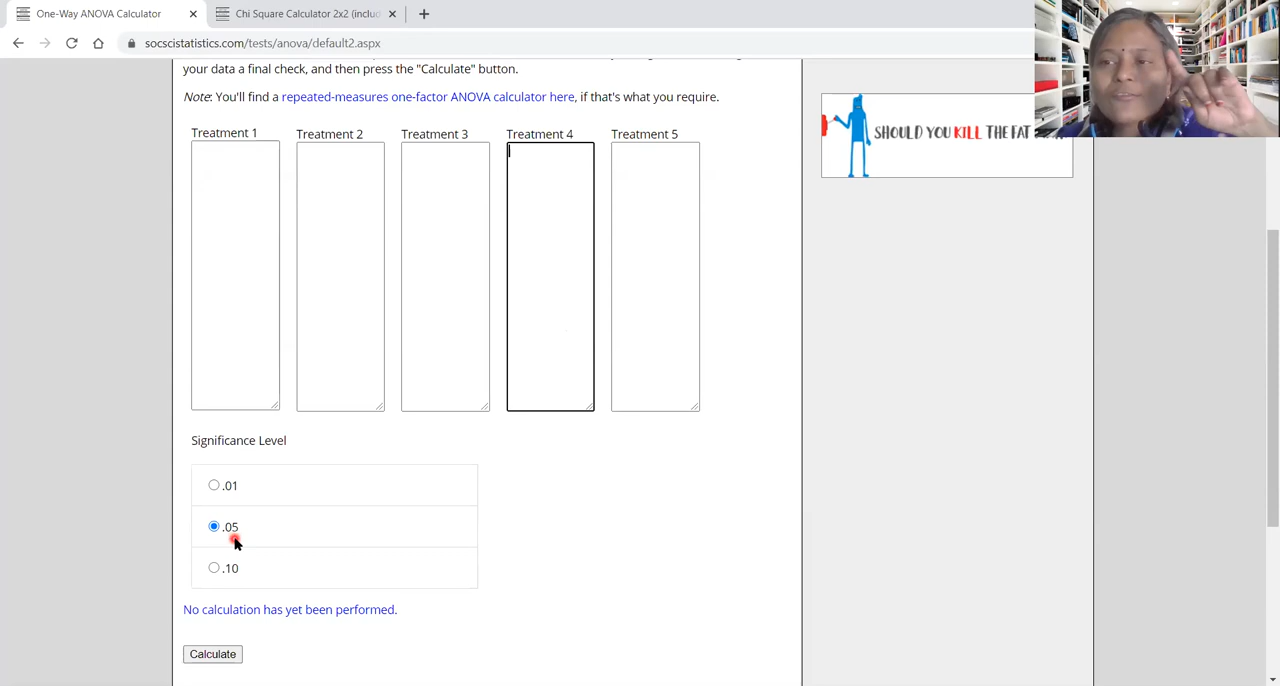 One-Way ANOVA Calculator
Chi Square Calculator 2x2 (includ
socscistatistics.com/tests/anova/default2.aspx
your data a final check, and then press the "Calculate" button.
Note: You'll find a repeated-measures one-factor ANOVA calculator here, if that's what you require.
SHOULD YOU KILL THE FAT
Treatment 1 Treatment 2 Treatment 3 Treatment 4 Treatment 5
Significance Level
.01
.05
.10
No calculation has yet been performed.
Calculate